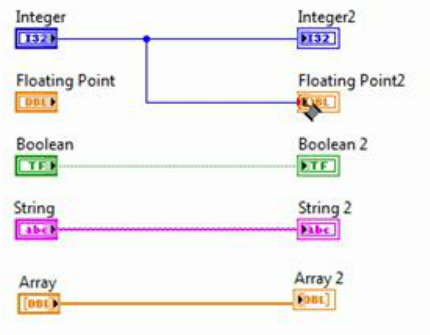 Integer
Integer2
I32
I32
Floating Point
Floating Point2
DBL
DBL
Boolean
Boolean 2
TF
TF
String
String 2
abc
abc
Array
Array 2
[DBL]
[DBL]